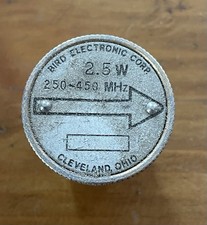 BIRD ELECTRONIC CORP.
2.5 W
250-450 MHz
CLEVELAND, OHIO